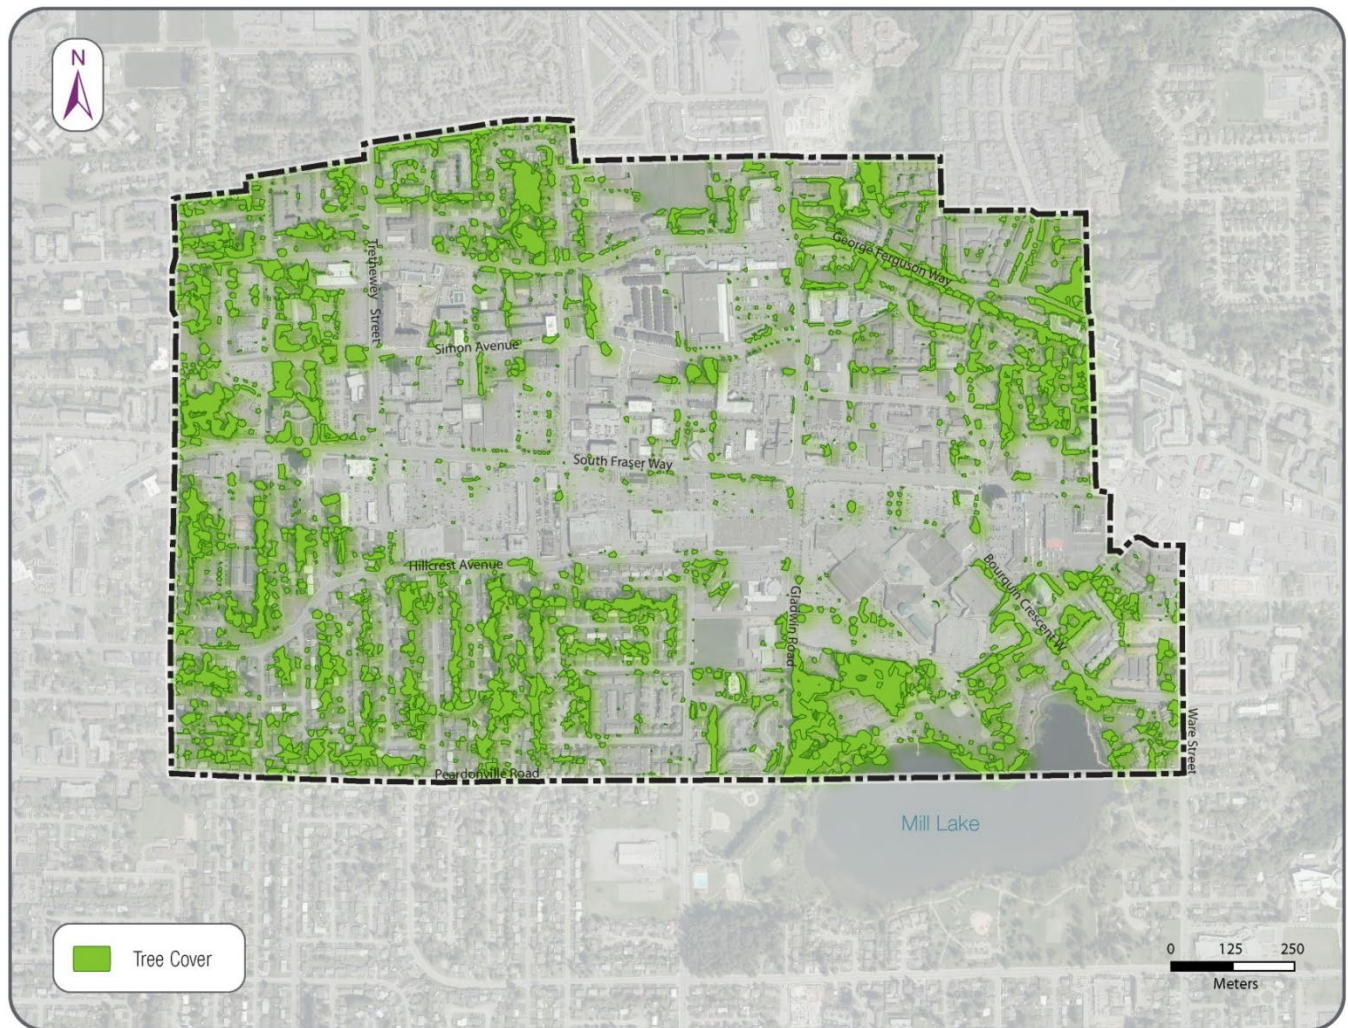 N
Trethewey Street
George Ferguson Way
Simon Avenue
South Fraser Way
Hillcrest Avenue
Bourquin Crescent W
Gladwin Road
Ware Street
Peardonville Road
Mill Lake
Tree Cover
0 125 250
Meters